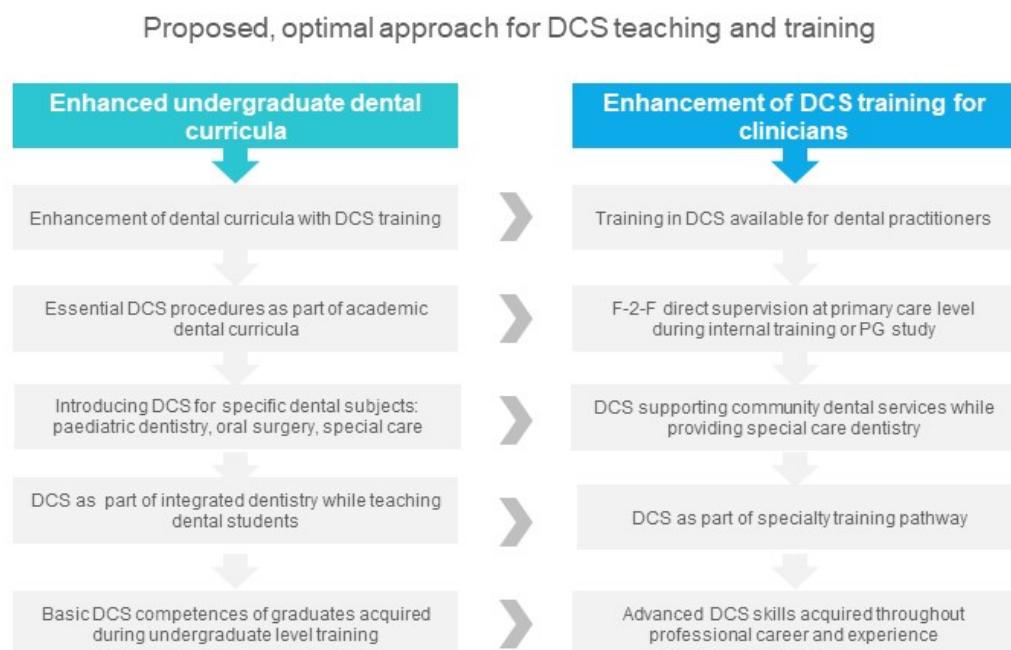 Proposed, optimal approach for DCS teaching and training
Enhanced undergraduate dental
curricula
Enhancement of DCS training for
clinicians
Enhancement of dental curricula with DCS training
Training in DCS available for dental practitioners
Essential DCS procedures as part of academic
dental curricula
F-2-F direct supervision at primary care level
during internal training or PG study
Introducing DCS for specific dental subjects:
paediatric dentistry, oral surgery, special care
DCS supporting community dental services while
providing special care dentistry
DCS as part of integrated dentistry while teaching
dental students
DCS as part of specialty training pathway
Basic DCS competences of graduates acquired
during undergraduate level training
Advanced DCS skills acquired throughout
professional career and experience